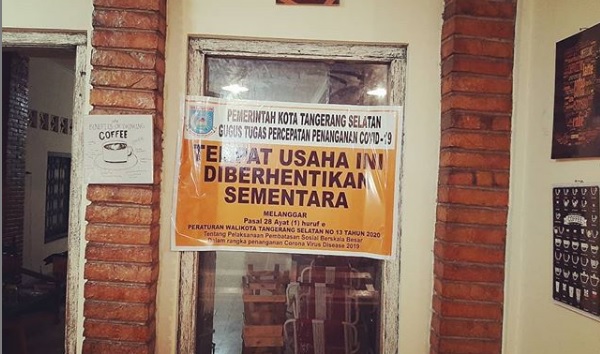 PEMERINTAH KOTA TANGERANG SELATAN
GUGUS TUGAS PERCEPATAN PENANGANAN COVID-19
TEMPAT USAHA INI
DIBERHENTIKAN
SEMENTARA
MELANGGAR
Pasal 28 Ayat (1) huruf e
PERATURAN WALIKOTA TANGERANG SELATAN NO 13 TAHUN 2020
Tentang Pelaksanaan Pembatasan Sosial Berskala Besar
Dalam rangka penanganan Corona Virus Disease 2019
COFFEE